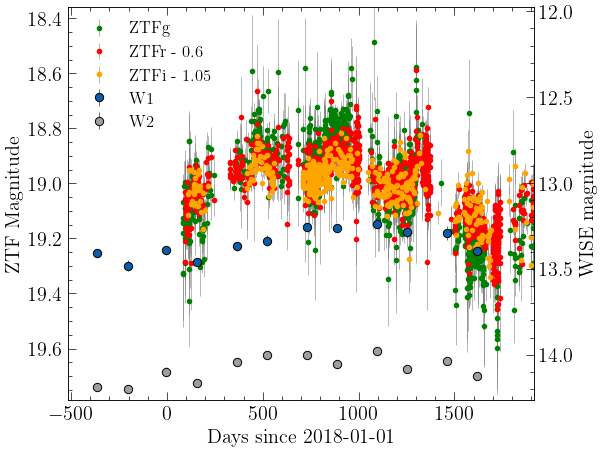 18.4
18.6
18.8
19.0
19.2
19.4
19.6
ZTF Magnitude
ZTFg
ZTFr - 0.6
ZTFi - 1.05
W1
W2
12.0
12.5
13.0
13.5
14.0
WISE magnitude
−500 0 500 1000 1500
Days since 2018-01-01